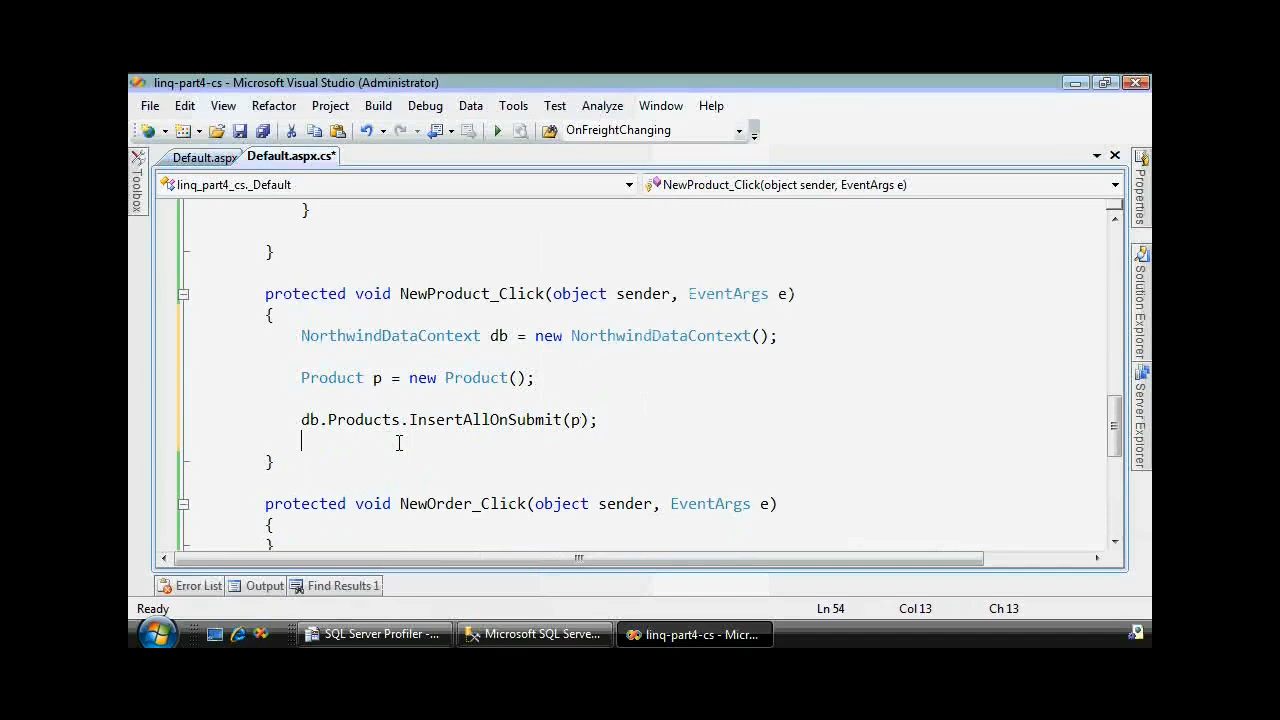 linq-part4-cs - Microsoft Visual Studio (Administrator)
File Edit View Refactor Project Build Debug Data Tools Test Analyze Window Help
OnFreightChanging
Default.aspx Default.aspx.cs*
linq_part4_cs._Default NewProduct_Click(object sender, EventArgs e)
Toolbox
Properties
Solution Explorer
Server Explorer
}
}
protected void NewProduct_Click(object sender, EventArgs e)
{
NorthwindDataContext db = new NorthwindDataContext();
Product p = new Product();
db.Products.InsertAllOnSubmit(p);
}
protected void NewOrder_Click(object sender, EventArgs e)
{
}
Error List Output Find Results 1
Ready Ln 54 Col 13 Ch 13
SQL Server Profiler -... Microsoft SQL Serve... linq-part4-cs - Micr...